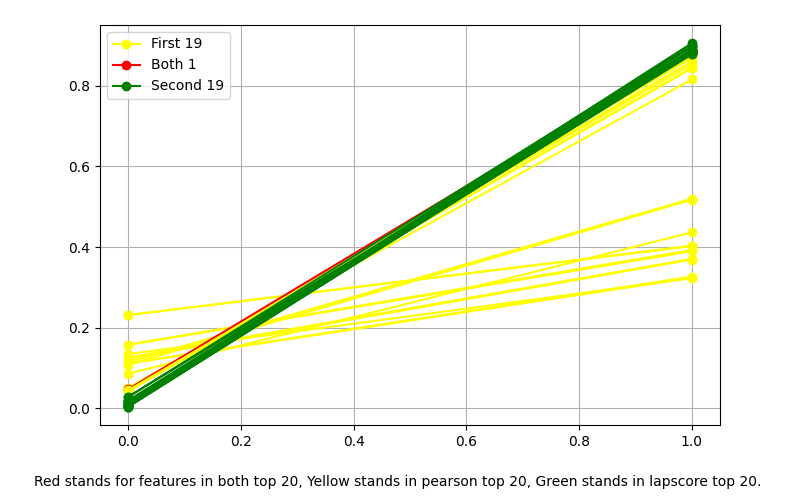 First 19
Both 1
Second 19
0.8
0.6
0.4
0.2
0.0
0.0 0.2 0.4 0.6 0.8 1.0
Red stands for features in both top 20, Yellow stands in pearson top 20, Green stands in lapscore top 20.